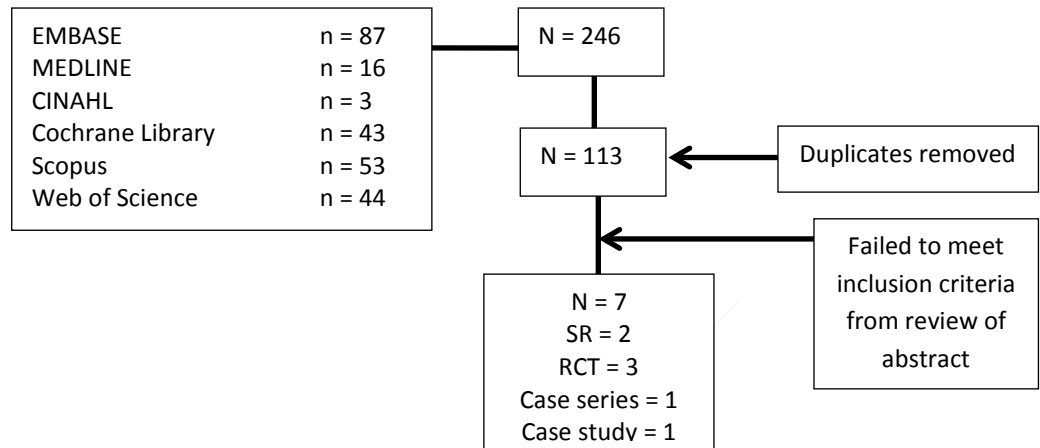 EMBASE n = 87
MEDLINE n = 16
CINAHL n = 3
Cochrane Library n = 43
Scopus n = 53
Web of Science n = 44
N = 246
N = 113
Duplicates removed
Failed to meet
inclusion criteria
from review of
abstract
N = 7
SR = 2
RCT = 3
Case series = 1
Case study = 1